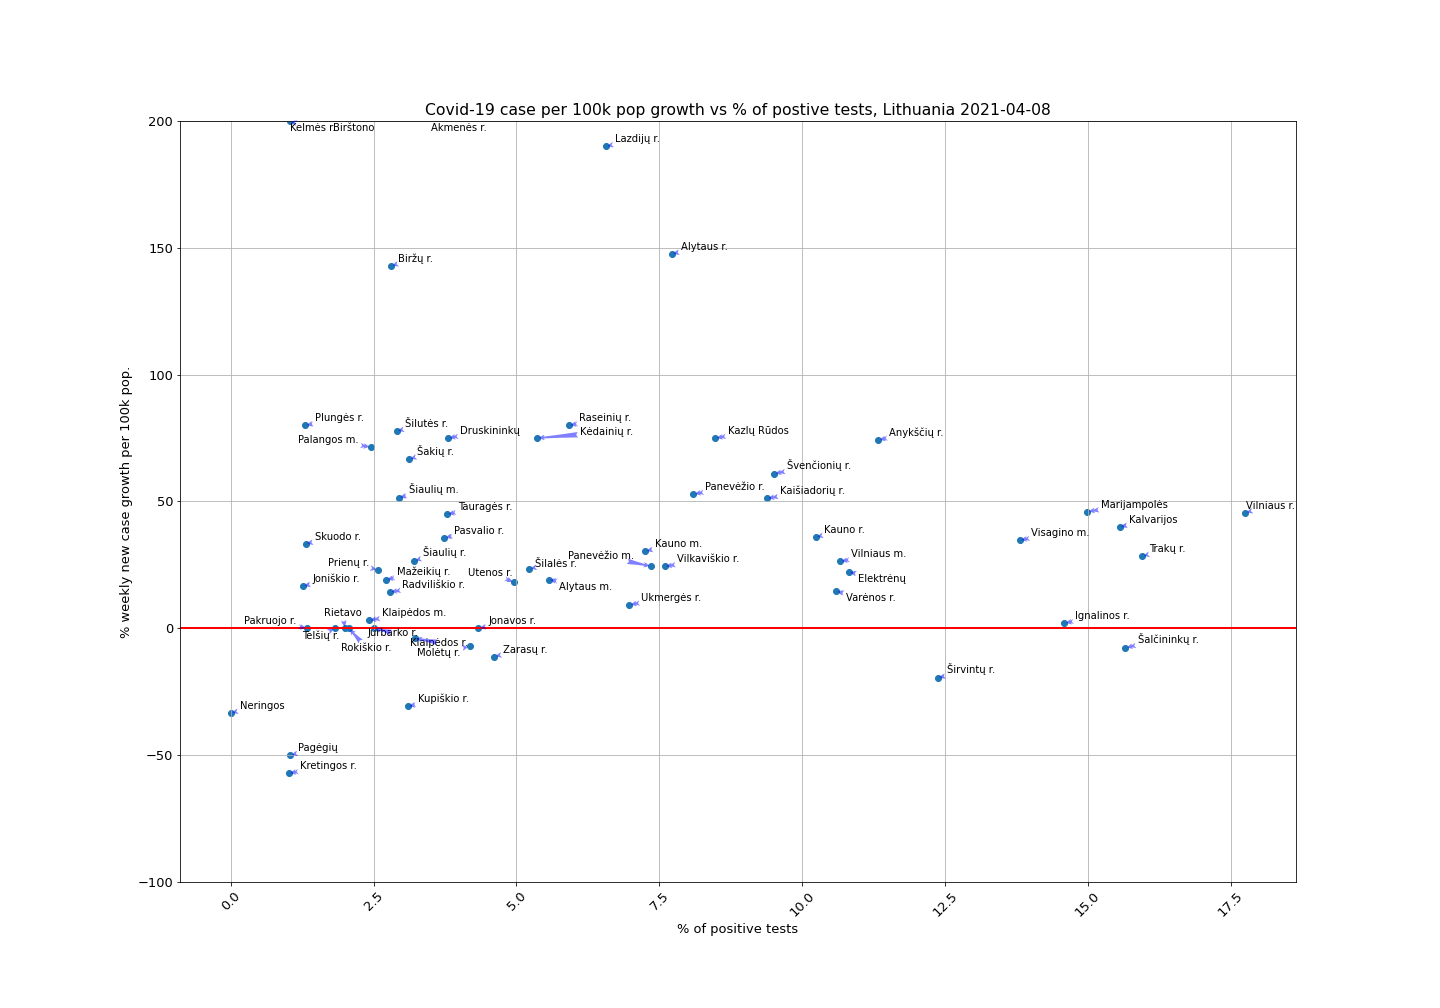 Covid-19 case per 100k pop growth vs % of postive tests, Lithuania 2021-04-08
200
Kelmės r.
Birštono
Akmenės r.
Lazdijų r.
150
Alytaus r.
Biržų r.
100
Plungės r.
Šilutės r.
Raseinių r.
Druskininkų
Kėdainių r.
Kazlų Rūdos
Anykščių r.
Palangos m.
Šakių r.
Švenčionių r.
Šiaulių m.
Panevėžio r.
Kaišiadorių r.
50
Tauragės r.
Marijampolės
Vilniaus r.
Kalvarijos
Skuodo r.
Pasvalio r.
Kauno r.
Visagino m.
Kauno m.
Trakų r.
Šiaulių r.
Panevėžio m.
Vilniaus m.
Prienų r.
Šilalės r.
Vilkaviškio r.
Mažeikių r.
Utenos r.
Joniškio r.
Radviliškio r.
Alytaus m.
Elektrėnų
Ukmergės r.
Varėnos r.
Rietavo
Klaipėdos m.
Pakruojo r.
Jonavos r.
Ignalinos r.
0
Telšių r.
Jurbarko r.
Rokiškio r.
Klaipėdos r.
Molėtų r.
Zarasų r.
Šalčininkų r.
Širvintų r.
Kupiškio r.
Neringos
Pagėgių
−50
Kretingos r.
−100
% weekly new case growth per 100k pop.
0.0
2.5
5.0
7.5
10.0
12.5
15.0
17.5
% of positive tests